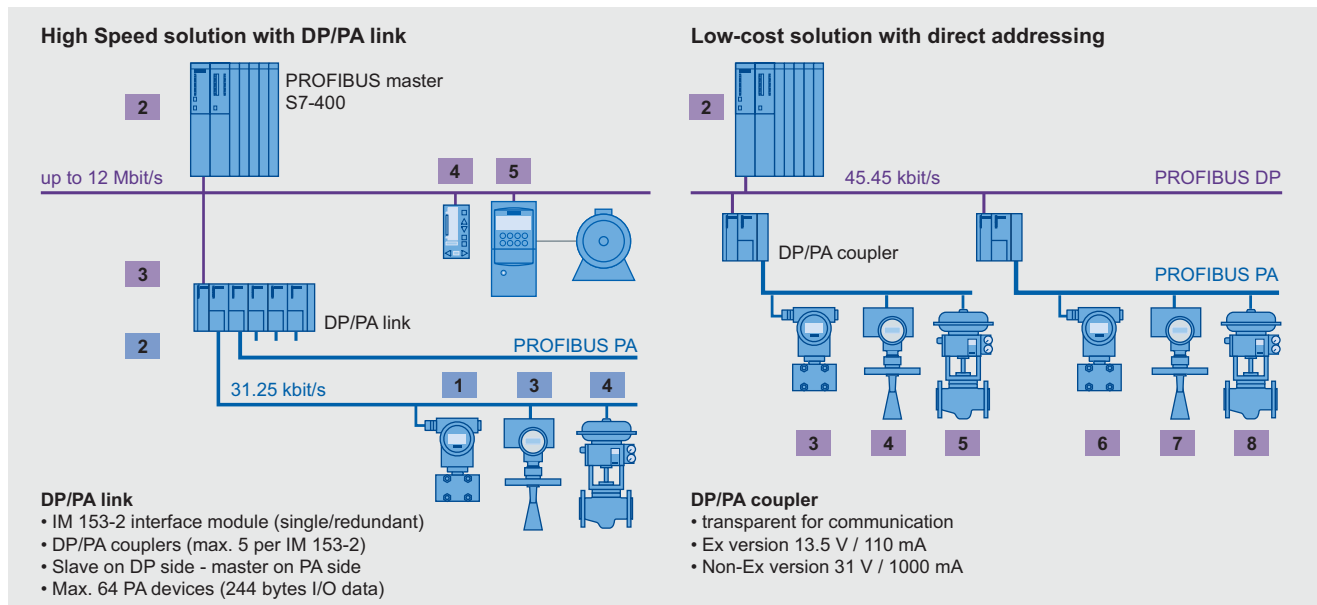 High Speed solution with DP/PA link
PROFIBUS master
S7-400
2
up to 12 Mbit/s
4
5
3
DP/PA link
2
PROFIBUS PA
31.25 kbit/s
1
3
4
DP/PA link
• IM 153-2 interface module (single/redundant)
• DP/PA couplers (max. 5 per IM 153-2)
• Slave on DP side - master on PA side
• Max. 64 PA devices (244 bytes I/O data)
Low-cost solution with direct addressing
2
45.45 kbit/s
PROFIBUS DP
DP/PA coupler
PROFIBUS PA
3
4
5
6
7
8
DP/PA coupler
• transparent for communication
• Ex version 13.5 V / 110 mA
• Non-Ex version 31 V / 1000 mA